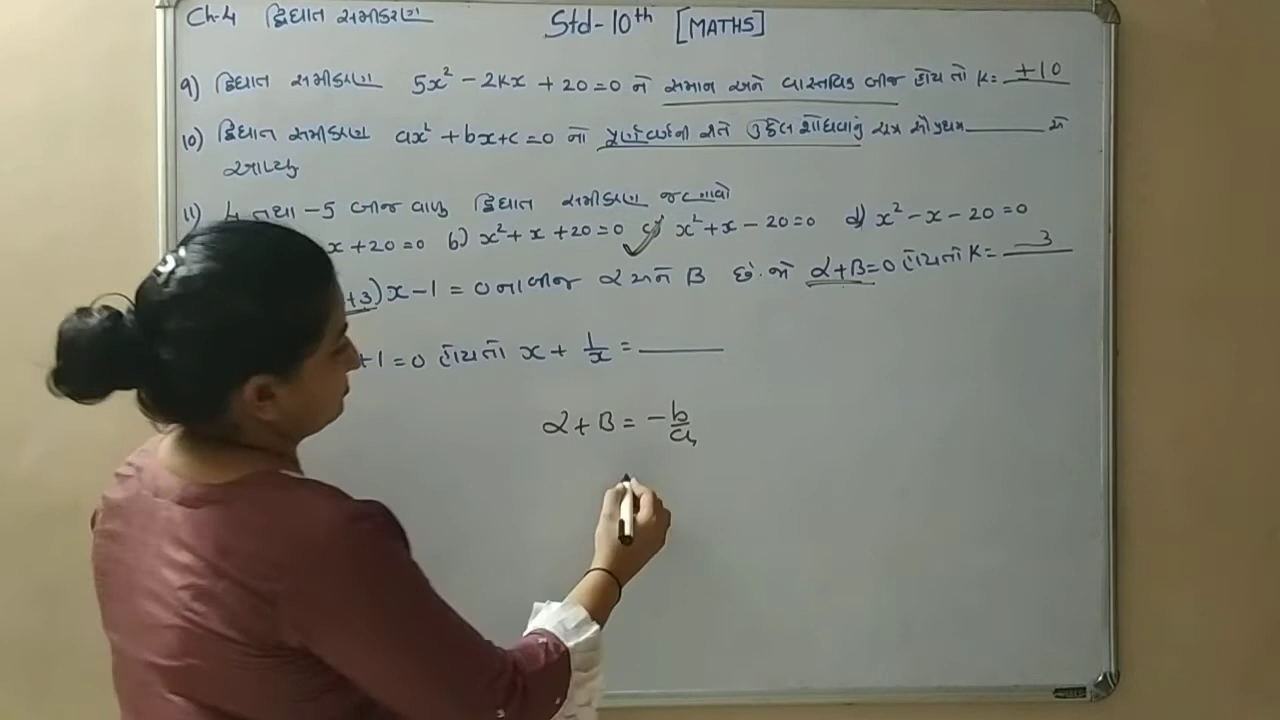 Ch-4 દ્વિઘાત સમીકરણ Std-10th [MATHS]
9) દ્વિઘાત સમીકરણ 5x² - 2Kx + 20 = 0 ને સમાન અને વાસ્તવિક બીજ હોય તો K = ±10
10) દ્વિઘાત સમીકરણ ax² + bx + c = 0 નો પૂર્ણવર્ગની રીતે ઉકેલ શોધવાનું સૂત્ર સૌ પ્રથમ ______ એ
આપ્યુ
11) 4 તથા -5 બીજ વાળુ દ્વિઘાત સમીકરણ જણાવો
x + 20 = 0 b) x² + x + 20 = 0 c) x² + x - 20 = 0 d) x² - x - 20 = 0
+3)x - 1 = 0 ના બીજ α અને B છે. જો α + B = 0 હોય તો K = 3
+1 = 0 હોય તો x + 1/x = ______
α + B = -b/a